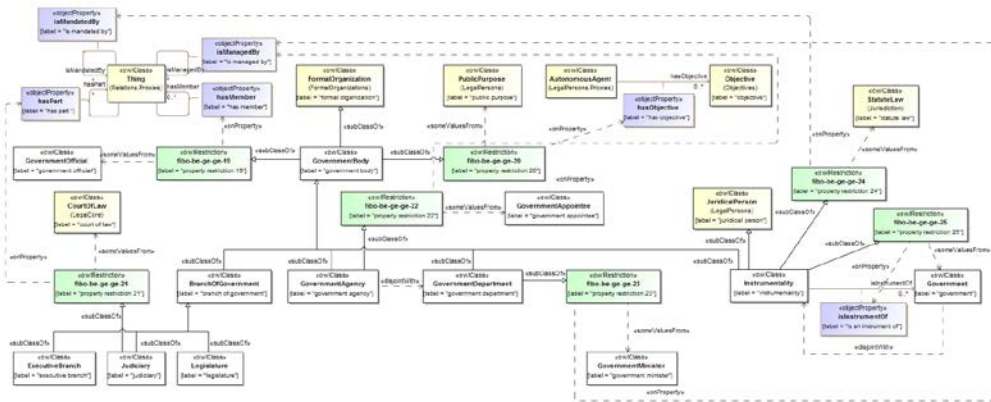 «objectProperty»
isMandatedBy
[label = "is mandated by"]
«objectProperty»
isManagedBy
[label = "is managed by"]
«owlClass»
Thing
(Relations.Proxies)
isMandatedBy
isManagedBy
hasPart
hasMember
0..*
«objectProperty»
hasPart
[label = "has part"]
«objectProperty»
hasMember
[label = "has member"]
«owlClass»
FormalOrganization
(FormalOrganizations)
[label = "formal organization"]
«owlClass»
PublicPurpose
(LegalPersons)
[label = "public purpose"]
«owlClass»
AutonomousAgent
(LegalPersons.Proxies)
hasObjective
0..*
«owlClass»
Objective
(Objectives)
[label = "objective"]
«objectProperty»
hasObjective
[label = "has objective"]
«owlClass»
StatuteLaw
(Jurisdiction)
[label = "statute law"]
«onProperty»
«subClassOf»
«someValuesFrom»
«onProperty»
«onProperty»
«someValuesFrom»
«owlClass»
GovernmentOfficial
[label = "government official"]
«someValuesFrom»
«owlRestriction»
fibo-be-ge-ge-19
[label = "property restriction 19"]
«subClassOf»
«owlClass»
GovernmentBody
[label = "government body"]
«subClassOf»
«owlRestriction»
fibo-be-ge-ge-20
[label = "property restriction 20"]
«onProperty»
«owlRestriction»
fibo-be-ge-ge-24
[label = "property restriction 24"]
«owlClass»
CourtOfLaw
(LegalCore)
[label = "court of law"]
«owlRestriction»
fibo-be-ge-ge-22
[label = "property restriction 22"]
«someValuesFrom»
«owlClass»
GovernmentAppointee
[label = "government appointee"]
«owlClass»
JuridicalPerson
(LegalPersons)
[label = "juridical person"]
«subClassOf»
«owlRestriction»
fibo-be-ge-ge-25
[label = "property restriction 25"]
«onProperty»
«someValuesFrom»
«subClassOf»
«subClassOf»
«subClassOf»
«subClassOf»
«subClassOf»
«subClassOf»
«onProperty»
«someValuesFrom»
«owlRestriction»
fibo-be-ge-ge-21
[label = "property restriction 21"]
«owlClass»
BranchOfGovernment
[label = "branch of government"]
«owlClass»
GovernmentAgency
[label = "government agency"]
«disjointWith»
«owlClass»
GovernmentDepartment
[label = "government department"]
«subClassOf»
«owlRestriction»
fibo-be-ge-ge-23
[label = "property restriction 23"]
«owlClass»
Instrumentality
[label = "instrumentality"]
isInstrumentOf
0..*
«owlClass»
Government
[label = "government"]
«objectProperty»
isInstrumentOf
[label = "is an instrument of"]
«subClassOf»
«subClassOf»
«subClassOf»
«someValuesFrom»
«disjointWith»
«owlClass»
ExecutiveBranch
[label = "executive branch"]
«owlClass»
Judiciary
[label = "judiciary"]
«owlClass»
Legislature
[label = "legislature"]
«owlClass»
GovernmentMinister
[label = "government minister"]
«onProperty»